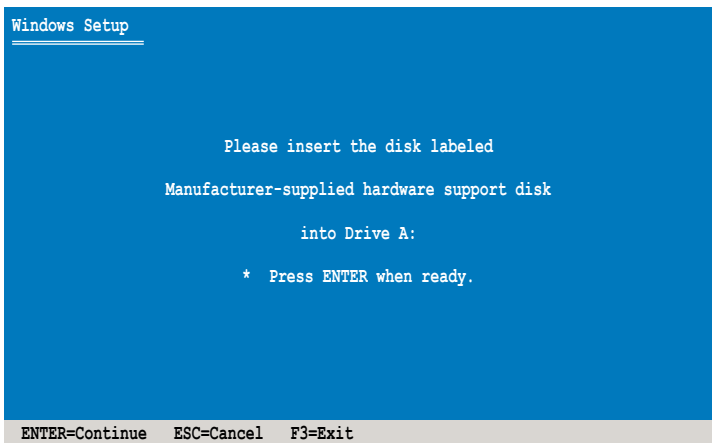 Windows Setup
Please insert the disk labeled
Manufacturer-supplied hardware support disk
into Drive A:
* Press ENTER when ready.
ENTER=Continue ESC=Cancel F3=Exit